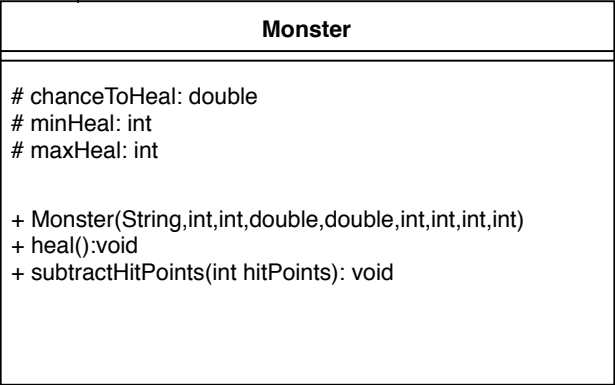 Monster
# chanceToHeal: double
# minHeal: int
# maxHeal: int
+ Monster(String,int,int,double,double,int,int,int,int)
+ heal():void
+ subtractHitPoints(int hitPoints): void